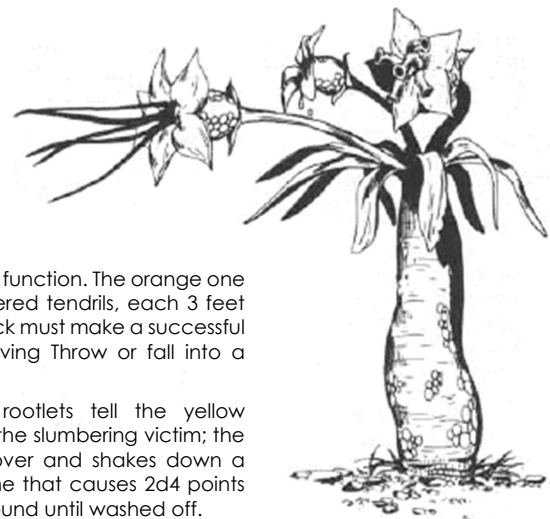 function. The orange one
ered tendrils, each 3 feet
ck must make a successful
ving Throw or fall into a
rootlets tell the yellow
the slumbering victim; the
over and shakes down a
ne that causes 2d4 points
ound until washed off.